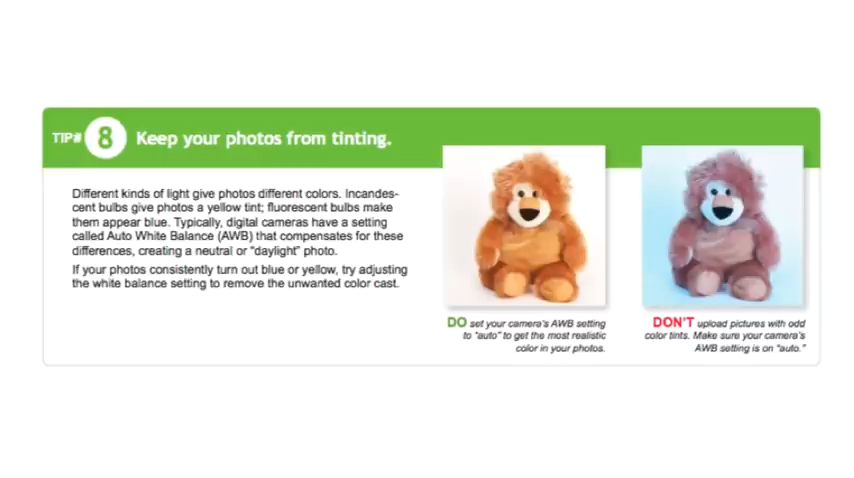 TIP# 8 Keep your photos from tinting.
Different kinds of light give photos different colors. Incandes-
cent bulbs give photos a yellow tint; fluorescent bulbs make
them appear blue. Typically, digital cameras have a setting
called Auto White Balance (AWB) that compensates for these
differences, creating a neutral or “daylight” photo.
If your photos consistently turn out blue or yellow, try adjusting
the white balance setting to remove the unwanted color cast.
DO set your camera's AWB setting
to “auto” to get the most realistic
color in your photos.
DON'T upload pictures with odd
color tints. Make sure your camera's
AWB setting is on “auto.”